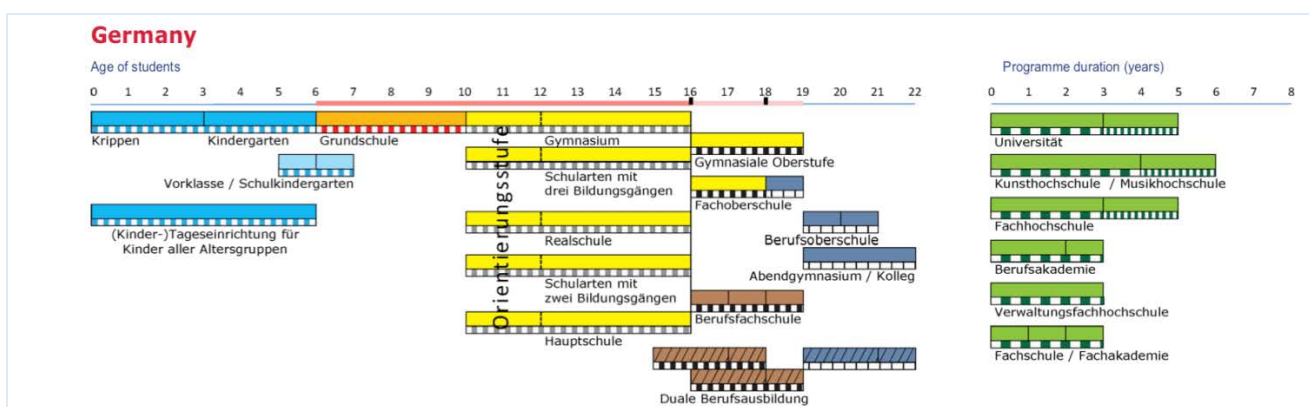 Germany
Age of students
Programme duration (years)
0 1 2 3 4 5 6 7 8 9 10 11 12 13 14 15 16 17 18 19 20 21 22
0 1 2 3 4 5 6 7 8
Krippen
Kindergarten
Grundschule
Gymnasium
Gymnasiale Oberstufe
Vorklasse / Schulkindergarten
Schularten mit
drei Bildungsgängen
Fachoberschule
(Kinder-)Tageseinrichtung für
Kinder aller Altersgruppen
Orientierungsstufe
Realschule
Berufsoberschule
Abendgymnasium / Kolleg
Schularten mit
zwei Bildungsgängen
Berufsfachschule
Hauptschule
Duale Berufsausbildung
Universität
Kunsthochschule / Musikhochschule
Fachhochschule
Berufsakademie
Verwaltungsfachhochschule
Fachschule / Fachakademie